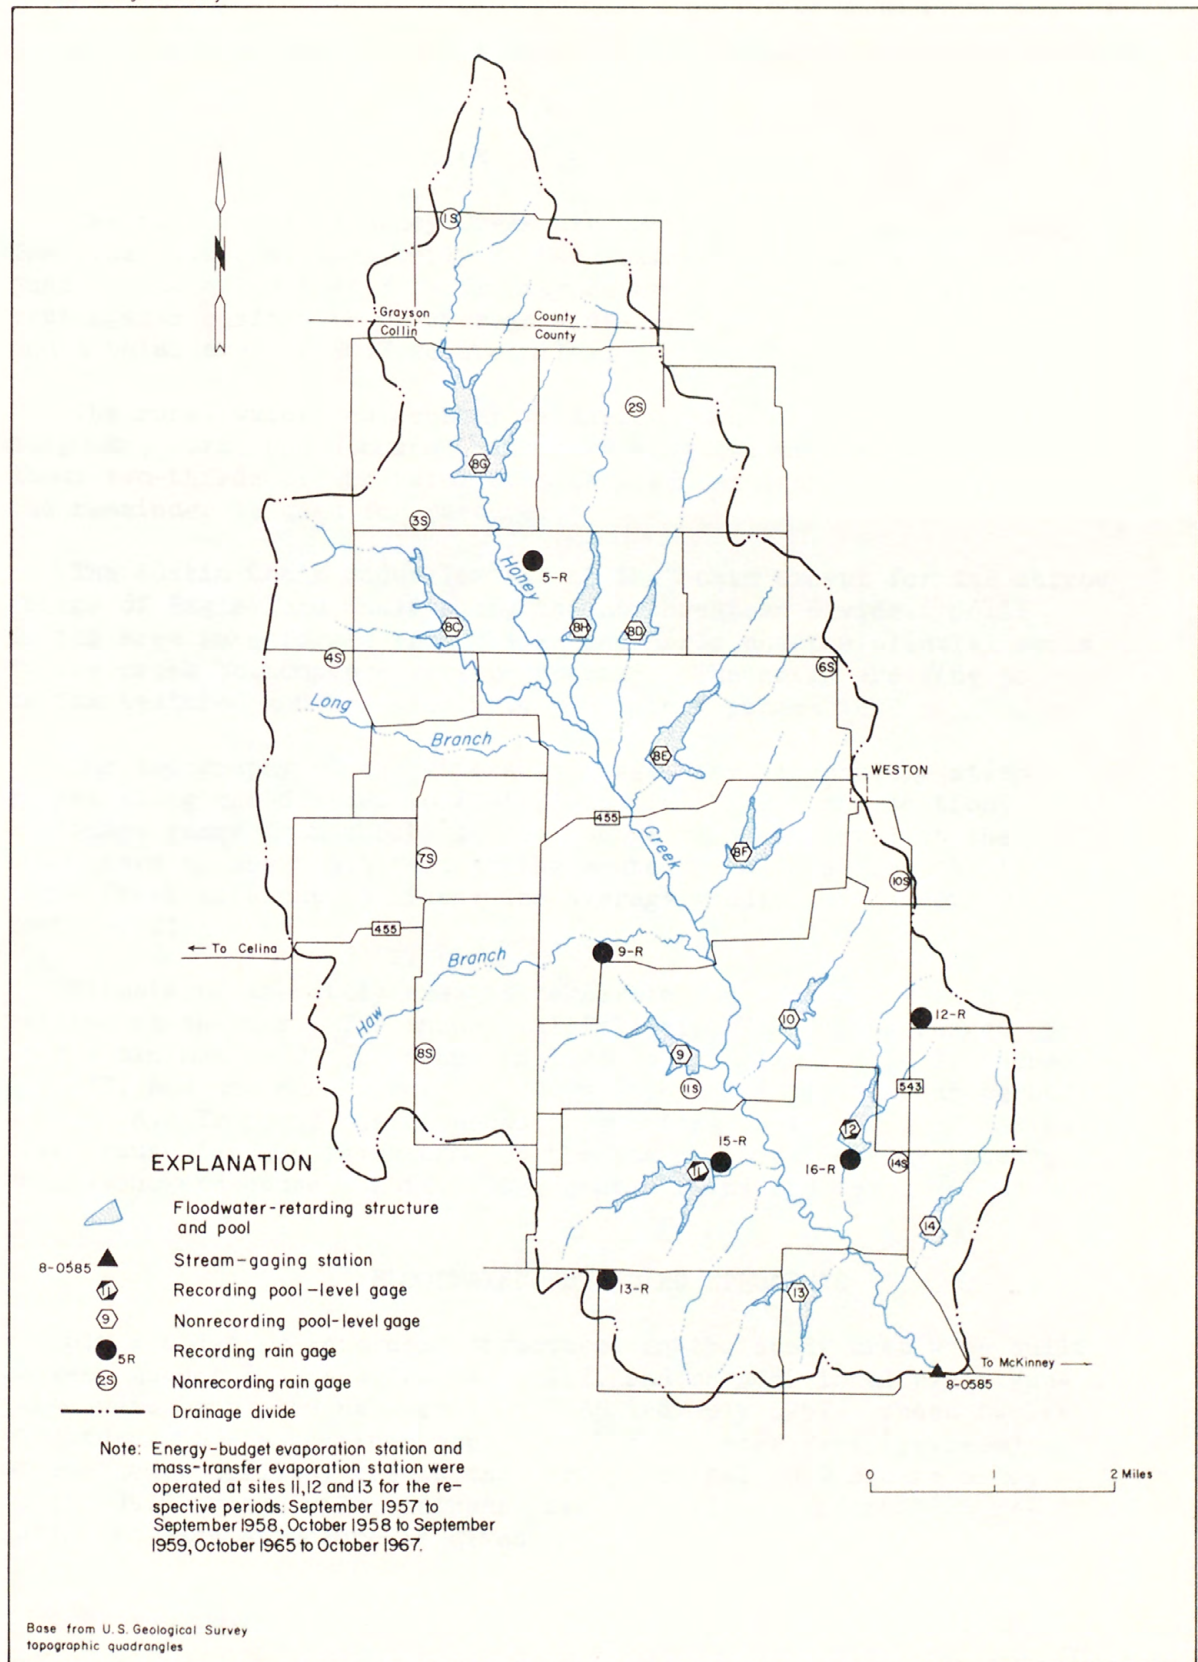 N
1S
Grayson County
Collin County
2S
8G
3S
5-R
Honey
8C
8H
8D
4S
6S
Long
Branch
8E
WESTON
455
Creek
8F
7S
10S
455
← To Celina
Branch
9-R
Haw
10
12-R
8S
9
11S
543
12
15-R
16-R
14S
11
14
13-R
13
To McKinney
8-0585
EXPLANATION
Floodwater-retarding structure
and pool
8-0585 Stream-gaging station
11 Recording pool-level gage
9 Nonrecording pool-level gage
5R Recording rain gage
2S Nonrecording rain gage
Drainage divide
Note: Energy-budget evaporation station and
mass-transfer evaporation station were
operated at sites 11,12 and 13 for the re-
spective periods: September 1957 to
September 1958, October 1958 to September
1959, October 1965 to October 1967.
0 1 2 Miles
Base from U.S. Geological Survey
topographic quadrangles